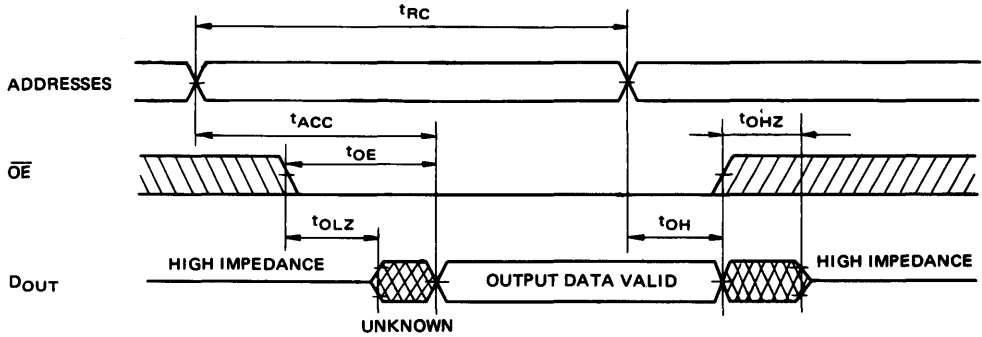 tRC
ADDRESSES
tACC
tOHZ
OE
tOE
tOLZ
tOH
HIGH IMPEDANCE
HIGH IMPEDANCE
DOUT
OUTPUT DATA VALID
UNKNOWN